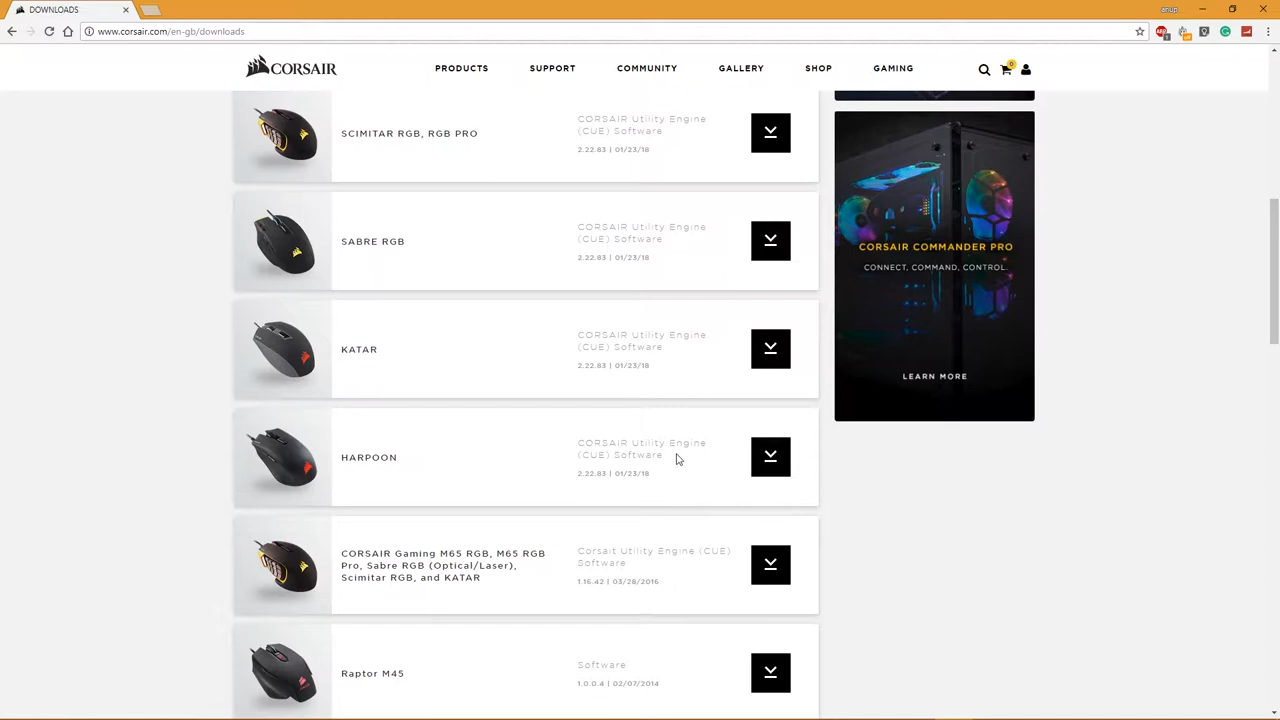 DOWNLOADS
anup
www.corsair.com/en-gb/downloads
CORSAIR
PRODUCTS
SUPPORT
COMMUNITY
GALLERY
SHOP
GAMING
0
SCIMITAR RGB, RGB PRO
CORSAIR Utility Engine
(CUE) Software
2.22.83 | 01/23/18
SABRE RGB
CORSAIR Utility Engine
(CUE) Software
2.22.83 | 01/23/18
KATAR
CORSAIR Utility Engine
(CUE) Software
2.22.83 | 01/23/18
HARPOON
CORSAIR Utility Engine
(CUE) Software
2.22.83 | 01/23/18
CORSAIR Gaming M65 RGB, M65 RGB
Pro, Sabre RGB (Optical/Laser),
Scimitar RGB, and KATAR
Corsait Utility Engine (CUE)
Software
1.16.42 | 03/28/2016
Raptor M45
Software
1.0.0.4 | 02/07/2014
CORSAIR COMMANDER PRO
CONNECT, COMMAND, CONTROL.
LEARN MORE